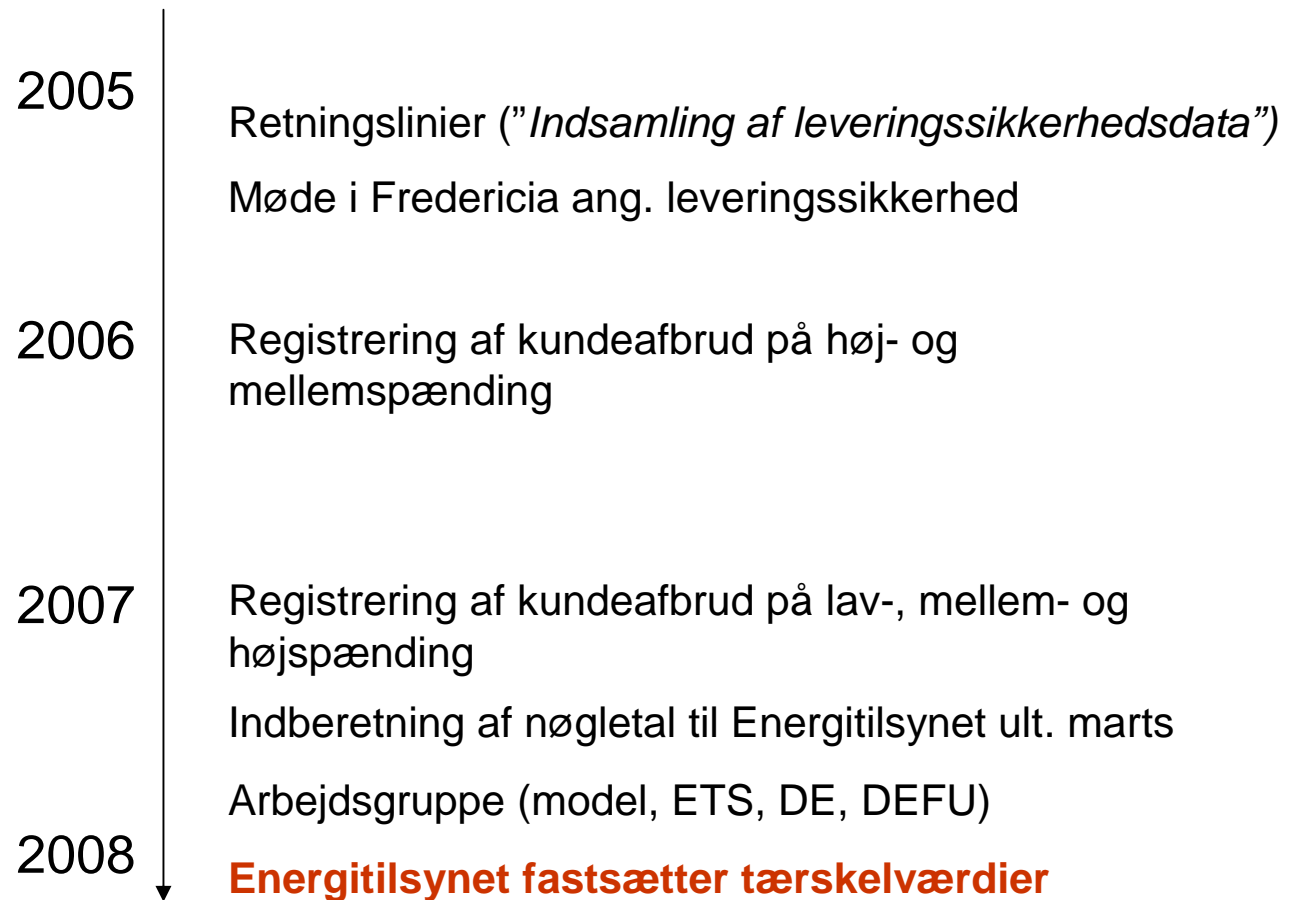 2005
Retningslinier ("Indsamling af leveringssikkerhedsdata")
Møde i Fredericia ang. leveringssikkerhed
2006
Registrering af kundeafbrud på høj- og
mellemspænding
2007
Registrering af kundeafbrud på lav-, mellem- og
højspænding
Indberetning af nøgletal til Energitilsynet ult. marts
Arbejdsgruppe (model, ETS, DE, DEFU)
2008
Energitilsynet fastsætter tærskelværdier